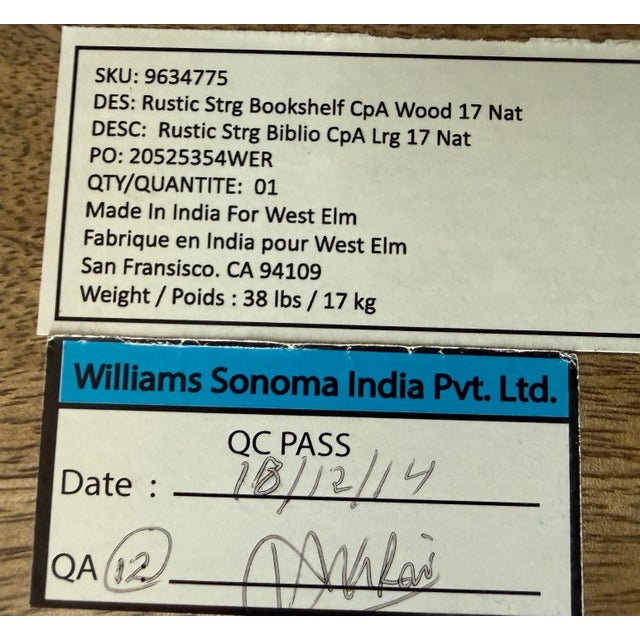 SKU: 9634775
DES: Rustic Strg Bookshelf CpA Wood 17 Nat
DESC: Rustic Strg Biblio CpA Lrg 17 Nat
PO: 20525354WER
QTY/QUANTITE: 01
Made In India For West Elm
Fabrique en India pour West Elm
San Fransisco. CA 94109
Weight / Poids : 38 lbs / 17 kg
Williams Sonoma India Pvt. Ltd.
QC PASS
Date : 18/12/14
QA 12